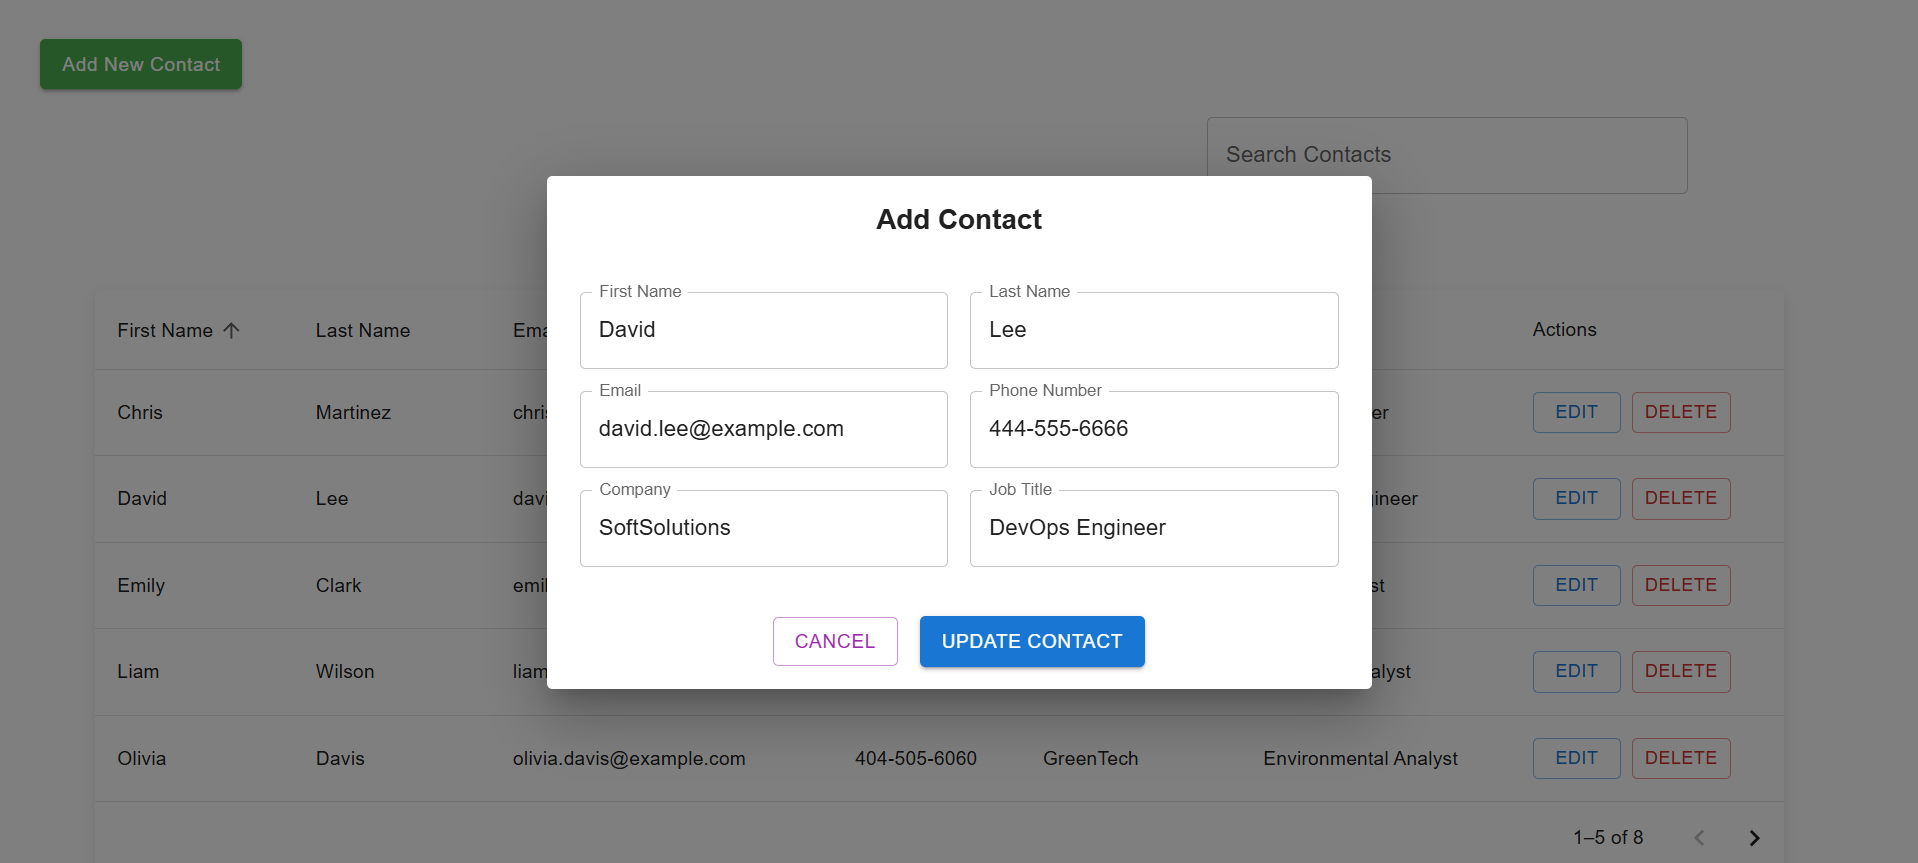 Add New Contact
Search Contacts
Add Contact
First Name
Last Name
David
Lee
Email
Phone Number
david.lee@example.com
444-555-6666
Company
Job Title
SoftSolutions
DevOps Engineer
CANCEL
UPDATE CONTACT
First Name Last Name Ema Actions
Chris Martinez chris er EDIT DELETE
David Lee davi ineer EDIT DELETE
Emily Clark emil st EDIT DELETE
Liam Wilson liam alyst EDIT DELETE
Olivia Davis olivia.davis@example.com 404-505-6060 GreenTech Environmental Analyst EDIT DELETE
1–5 of 8